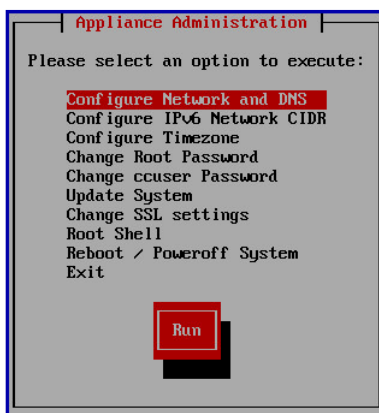 Appliance Administration
Please select an option to execute:
Configure Network and DNS
Configure IPv6 Network CIDR
Configure Timezone
Change Root Password
Change ccuser Password
Update System
Change SSL settings
Root Shell
Reboot / Poweroff System
Exit
Run